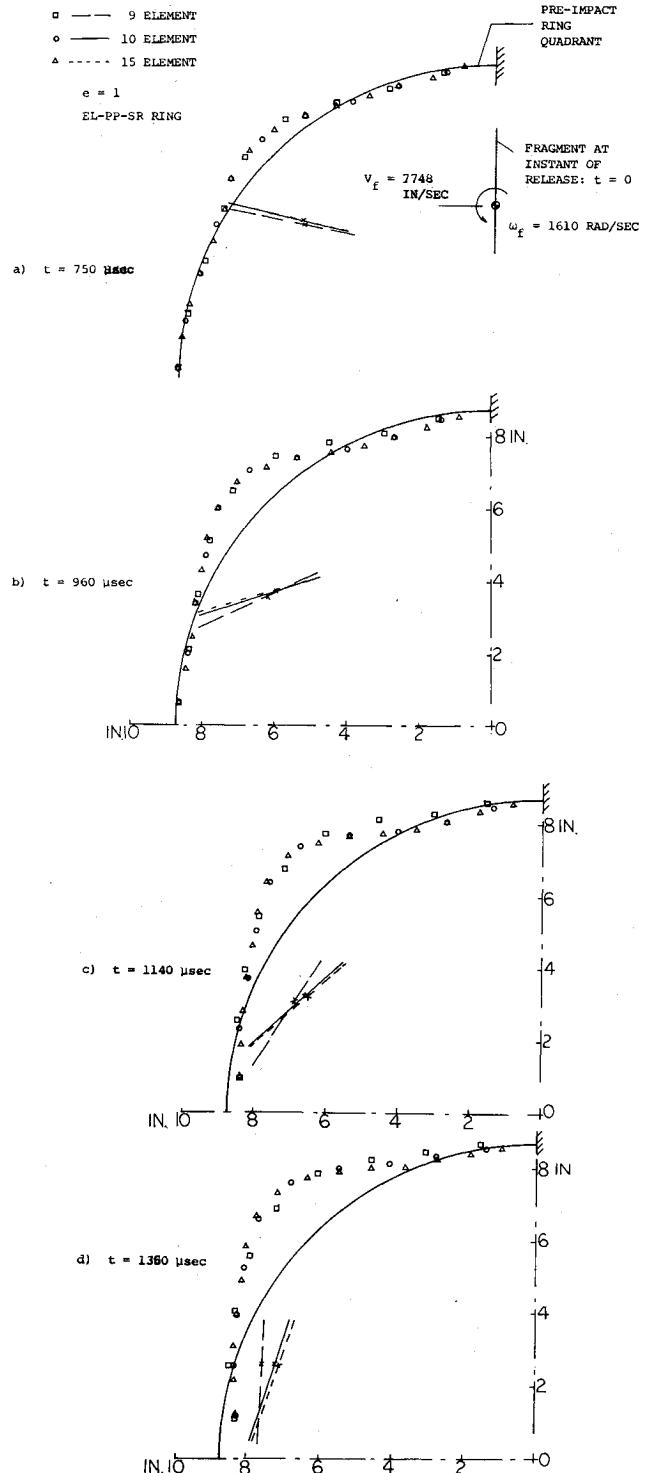 □ — — 9 ELEMENT
○ —— 10 ELEMENT
△ ----- 15 ELEMENT
e = 1
EL-PP-SR RING
PRE-IMPACT
RING
QUADRANT
FRAGMENT AT
INSTANT OF
RELEASE: t = 0
V_f = 7748
IN/SEC
ω_f = 1610 RAD/SEC
a) t = 750 μsec
8 IN.
6
4
2
0
IN.10 8 6 4 2
b) t = 960 μsec
8 IN.
6
4
2
0
IN. 10 8 6 4 2
c) t = 1140 μsec
8 IN
6
4
2
0
IN.10 8 6 4 2
d) t = μsec